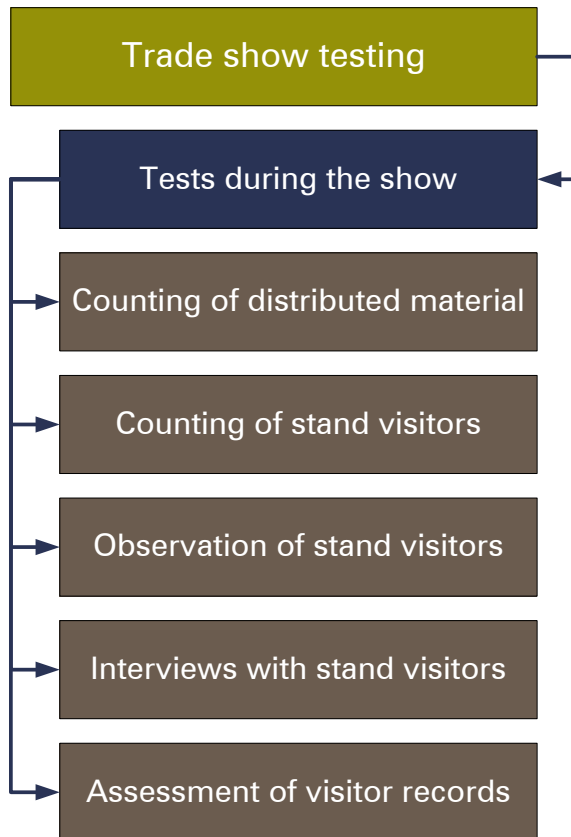 Trade show testing
Tests during the show
Counting of distributed material
Counting of stand visitors
Observation of stand visitors
Interviews with stand visitors
Assessment of visitor records